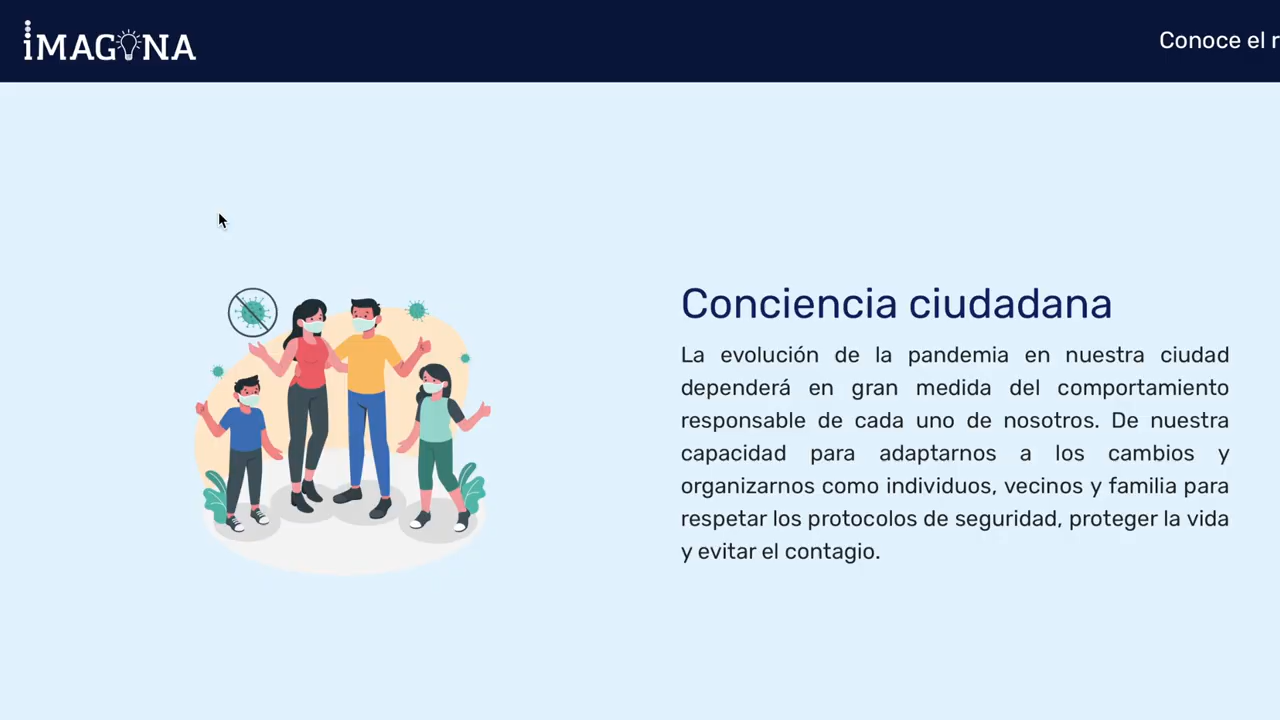 iMAGINA
Conoce el r
Conciencia ciudadana
La evolución de la pandemia en nuestra ciudad
dependerá en gran medida del comportamiento
responsable de cada uno de nosotros. De nuestra
capacidad para adaptarnos a los cambios y
organizarnos como individuos, vecinos y familia para
respetar los protocolos de seguridad, proteger la vida
y evitar el contagio.